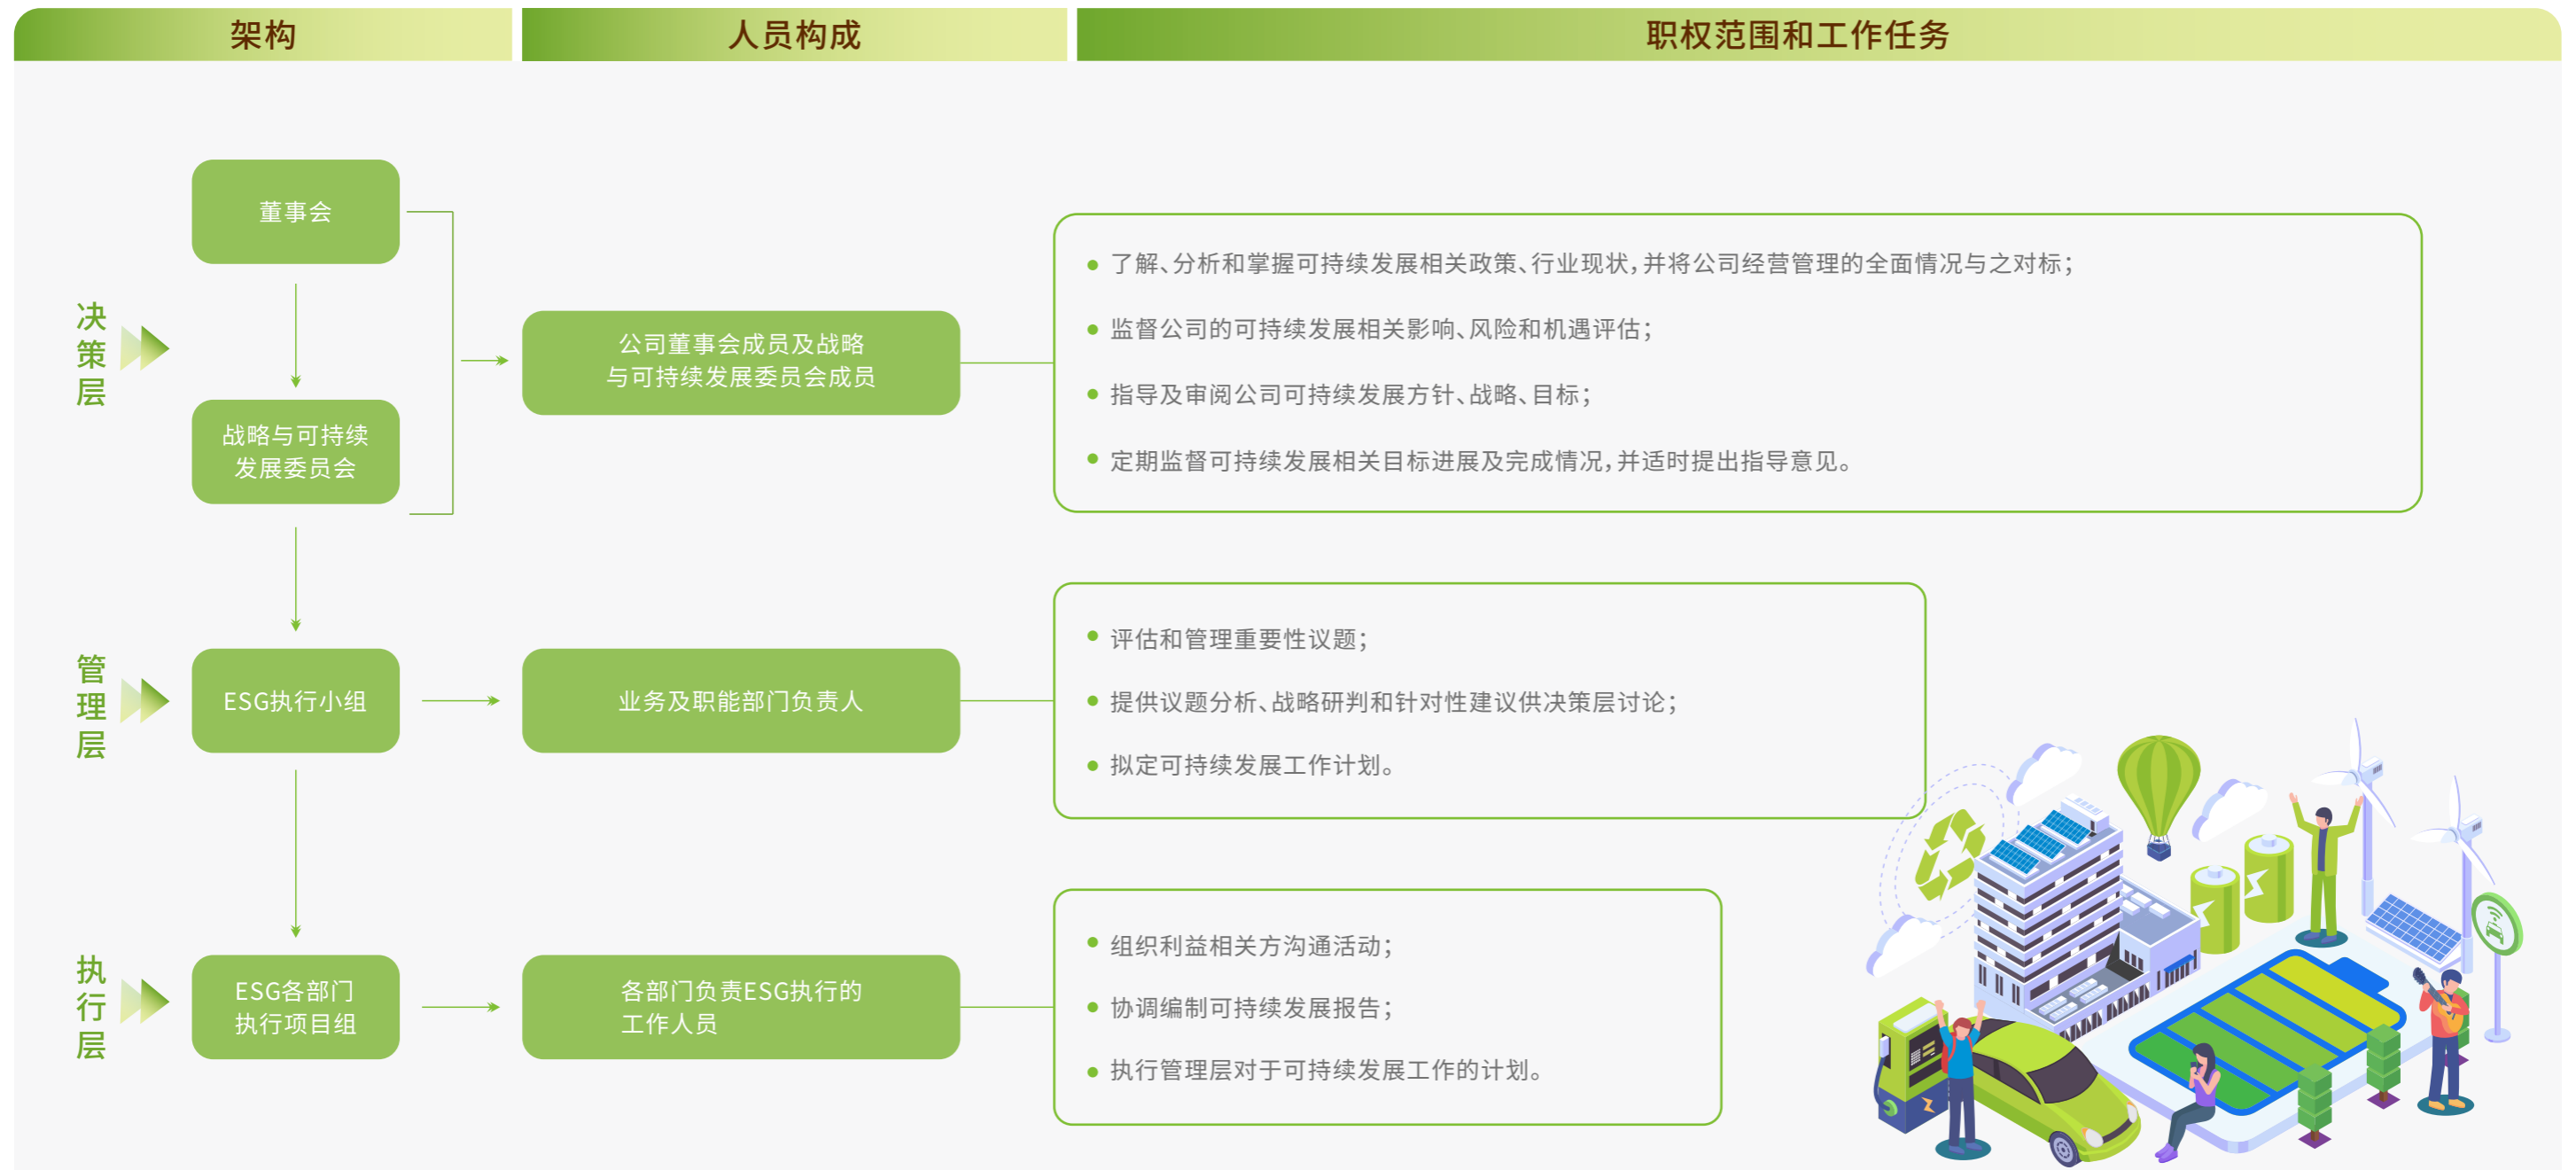 架构
人员构成
职权范围和工作任务
决策层
董事会
战略与可持续
发展委员会
公司董事会成员及战略
与可持续发展委员会成员
了解、分析和掌握可持续发展相关政策、行业现状，并将公司经营管理的全面情况与之对标；
监督公司的可持续发展相关影响、风险和机遇评估；
指导及审阅公司可持续发展方针、战略、目标；
定期监督可持续发展相关目标进展及完成情况，并适时提出指导意见。
管理层
ESG执行小组
业务及职能部门负责人
评估和管理重要性议题；
提供议题分析、战略研判和针对性建议供决策层讨论；
拟定可持续发展工作计划。
执行层
ESG各部门
执行项目组
各部门负责ESG执行的
工作人员
组织利益相关方沟通活动；
协调编制可持续发展报告；
执行管理层对于可持续发展工作的计划。